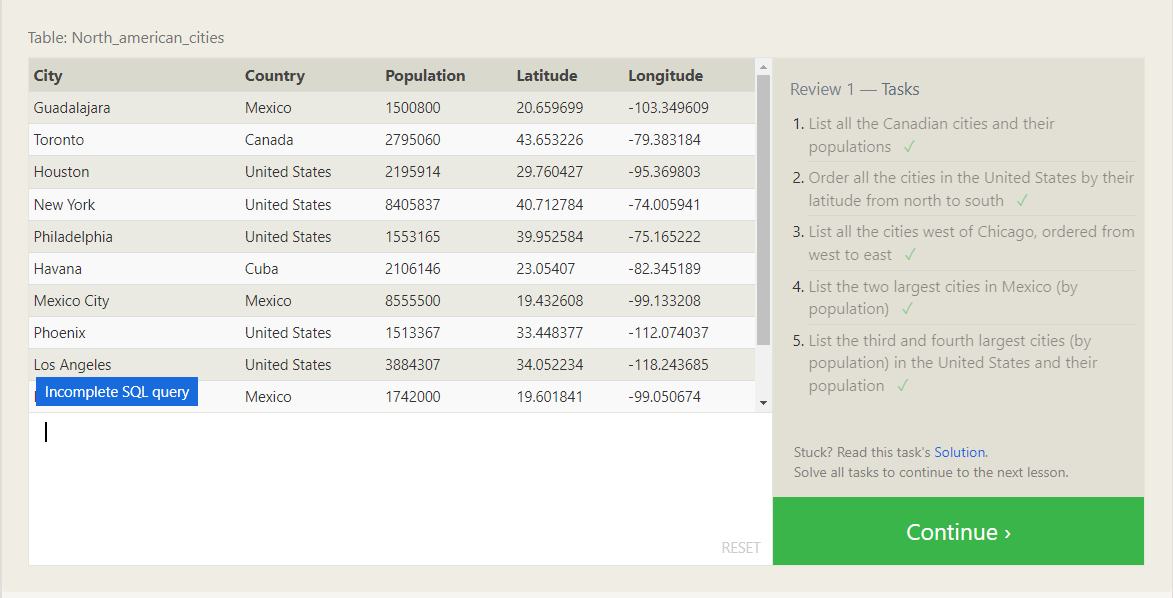 Table: North_american_cities
City Country Population Latitude Longitude
Guadalajara Mexico 1500800 20.659699 -103.349609
Toronto Canada 2795060 43.653226 -79.383184
Houston United States 2195914 29.760427 -95.369803
New York United States 8405837 40.712784 -74.005941
Philadelphia United States 1553165 39.952584 -75.165222
Havana Cuba 2106146 23.05407 -82.345189
Mexico City Mexico 8555500 19.432608 -99.133208
Phoenix United States 1513367 33.448377 -112.074037
Los Angeles United States 3884307 34.052234 -118.243685
Mexico 1742000 19.601841 -99.050674
Incomplete SQL query
RESET
Review 1 — Tasks
1. List all the Canadian cities and their
populations ✓
2. Order all the cities in the United States by their
latitude from north to south ✓
3. List all the cities west of Chicago, ordered from
west to east ✓
4. List the two largest cities in Mexico (by
population) ✓
5. List the third and fourth largest cities (by
population) in the United States and their
population ✓
Stuck? Read this task's Solution.
Solve all tasks to continue to the next lesson.
Continue ›